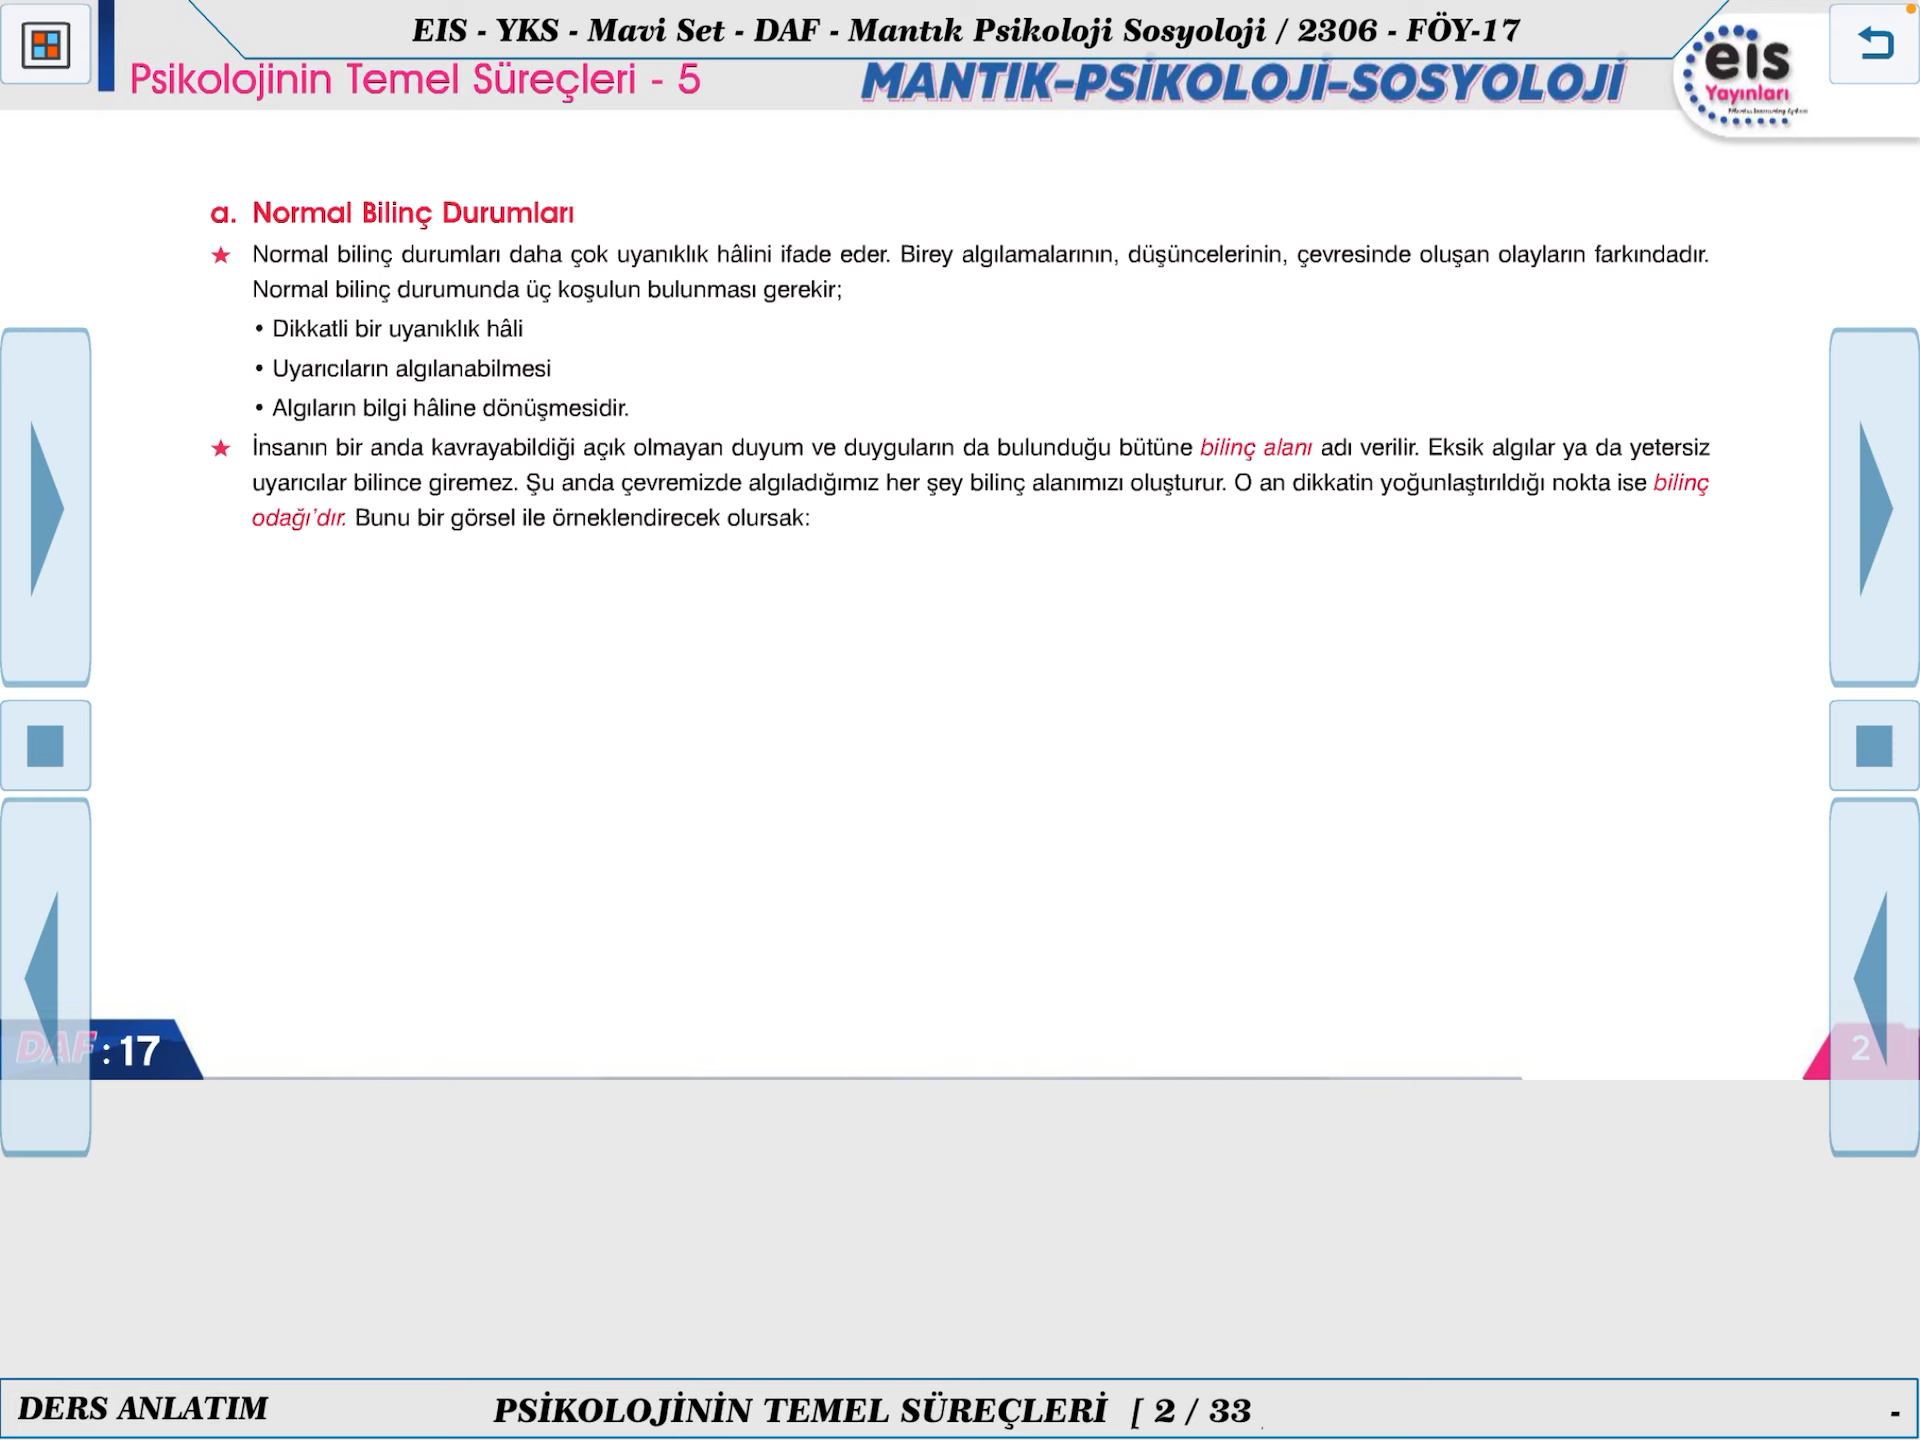 EIS - YKS - Mavi Set - DAF - Mantık Psikoloji Sosyoloji / 2306 - FÖY-17
Psikolojinin Temel Süreçleri - 5
MANTIK-PSİKOLOJİ-SOSYOLOJİ
eis
Yayınları
a. Normal Bilinç Durumları
★ Normal bilinç durumları daha çok uyanıklık hâlini ifade eder. Birey algılamalarının, düşüncelerinin, çevresinde oluşan olayların farkındadır.
Normal bilinç durumunda üç koşulun bulunması gerekir;
• Dikkatli bir uyanıklık hâli
• Uyarıcıların algılanabilmesi
• Algıların bilgi hâline dönüşmesidir.
★ İnsanın bir anda kavrayabildiği açık olmayan duyum ve duyguların da bulunduğu bütüne bilinç alanı adı verilir. Eksik algılar ya da yetersiz
uyarıcılar bilince giremez. Şu anda çevremizde algıladığımız her şey bilinç alanımızı oluşturur. O an dikkatin yoğunlaştırıldığı nokta ise bilinç
odağı'dır. Bunu bir görsel ile örneklendirecek olursak:
DAF : 17
2
DERS ANLATIM
PSİKOLOJİNİN TEMEL SÜREÇLERİ [ 2 / 33
-